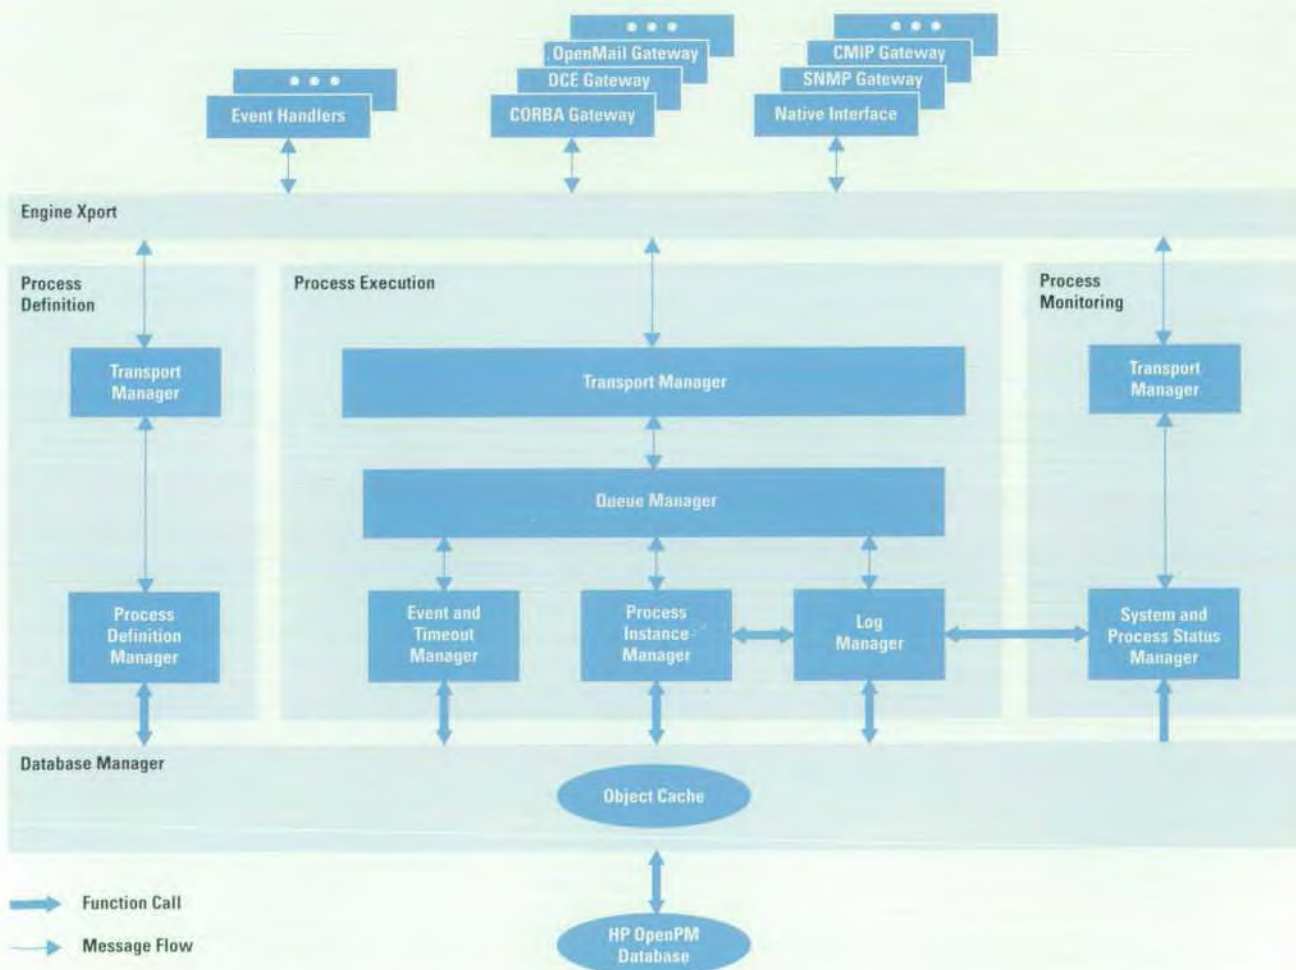 OpenMail Gateway
DCE Gateway
CORBA Gateway
Event Handlers
CMIP Gateway
SNMP Gateway
Native Interface
Engine Xport
Process
Definition
Process Execution
Process
Monitoring
Transport
Manager
Transport Manager
Transport
Manager
Queue Manager
Process
Definition
Manager
Event and
Timeout
Manager
Process
Instance
Manager
Log
Manager
System and
Process Status
Manager
Database Manager
Object Cache
Function Call
Message Flow
HP OpenPM
Database